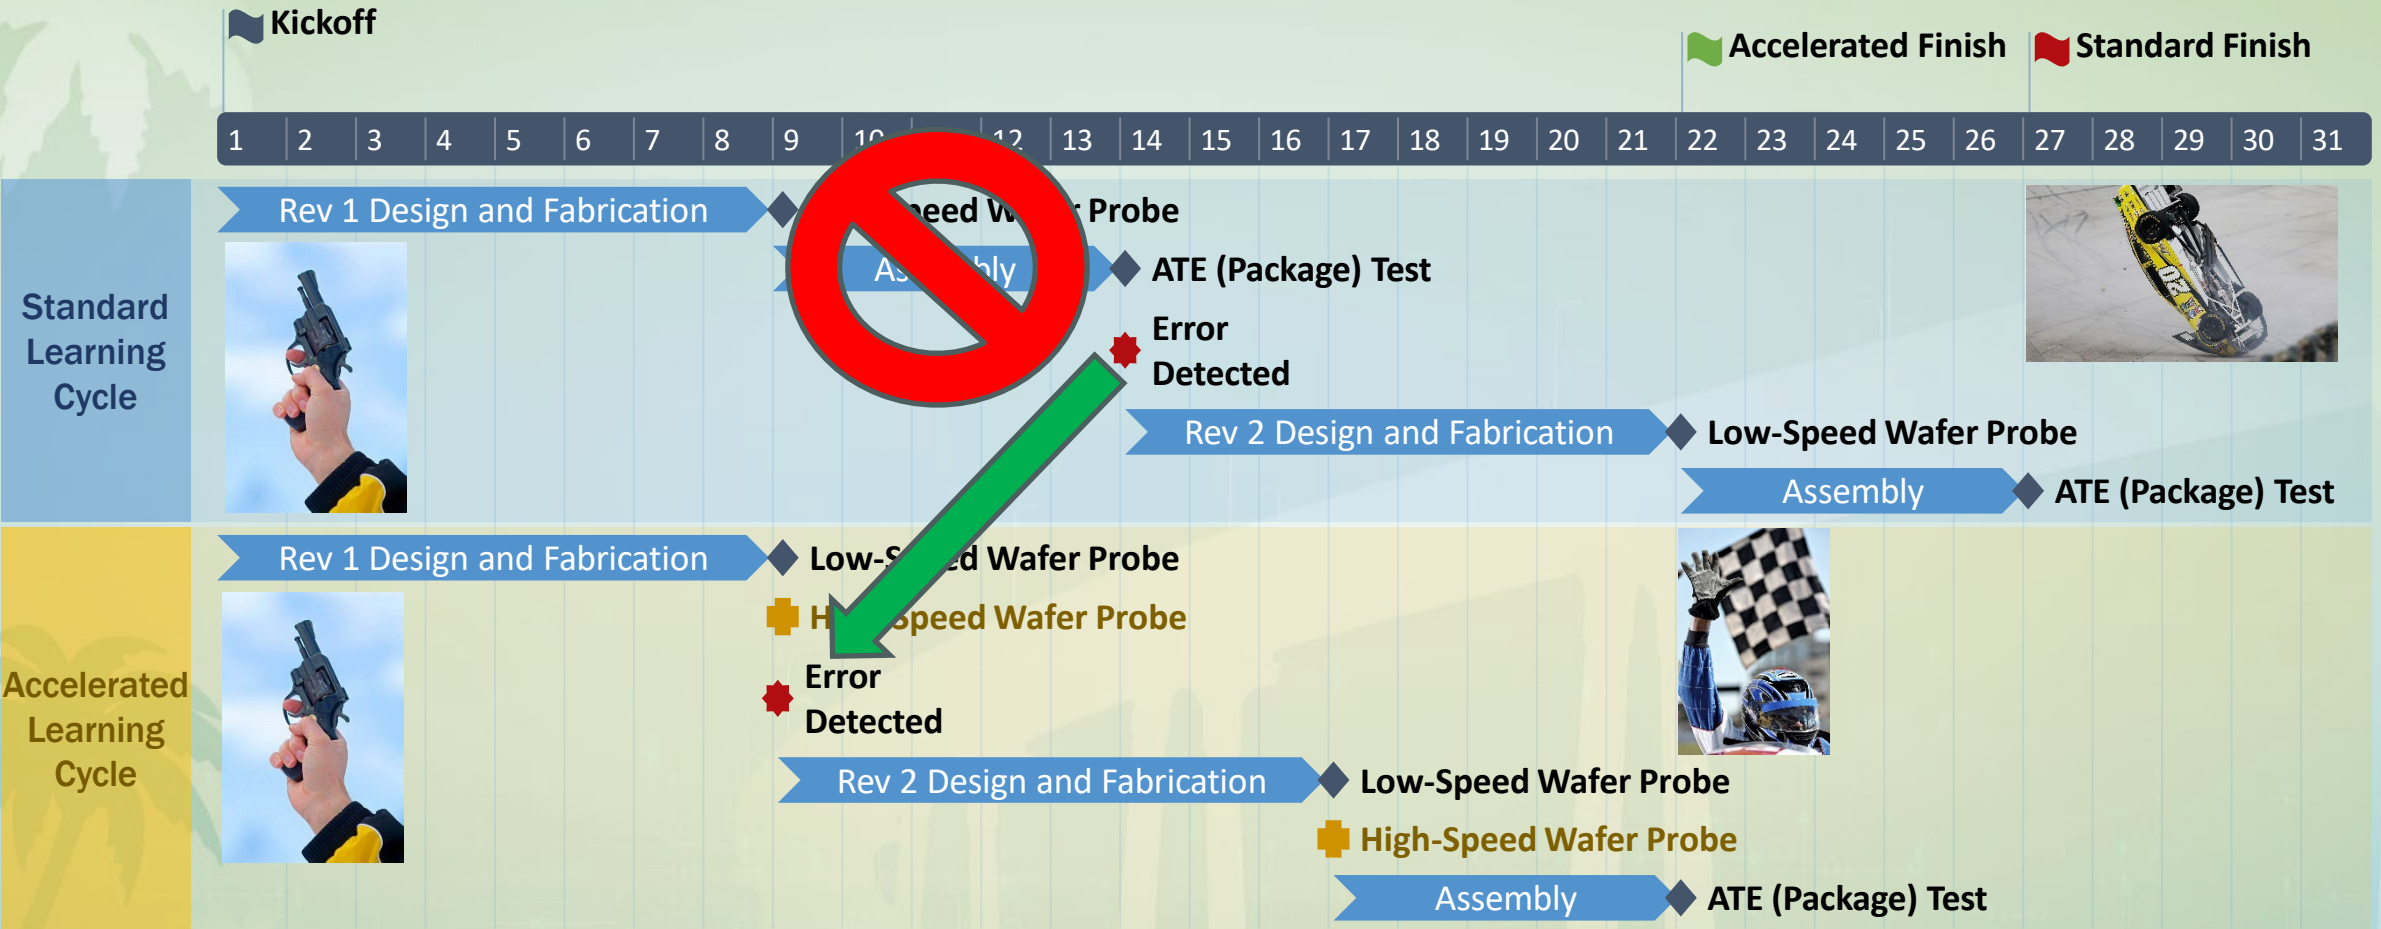 Kickoff
Accelerated Finish
Standard Finish
1 2 3 4 5 6 7 8 9 10 12 13 14 15 16 17 18 19 20 21 22 23 24 25 26 27 28 29 30 31
Standard
Learning
Cycle
Rev 1 Design and Fabrication
Probe
ATE (Package) Test
Error
Detected
Rev 2 Design and Fabrication
Low-Speed Wafer Probe
Assembly
ATE (Package) Test
Accelerated
Learning
Cycle
Rev 1 Design and Fabrication
Low-Speed Wafer Probe
Speed Wafer Probe
Error
Detected
Rev 2 Design and Fabrication
Low-Speed Wafer Probe
High-Speed Wafer Probe
Assembly
ATE (Package) Test